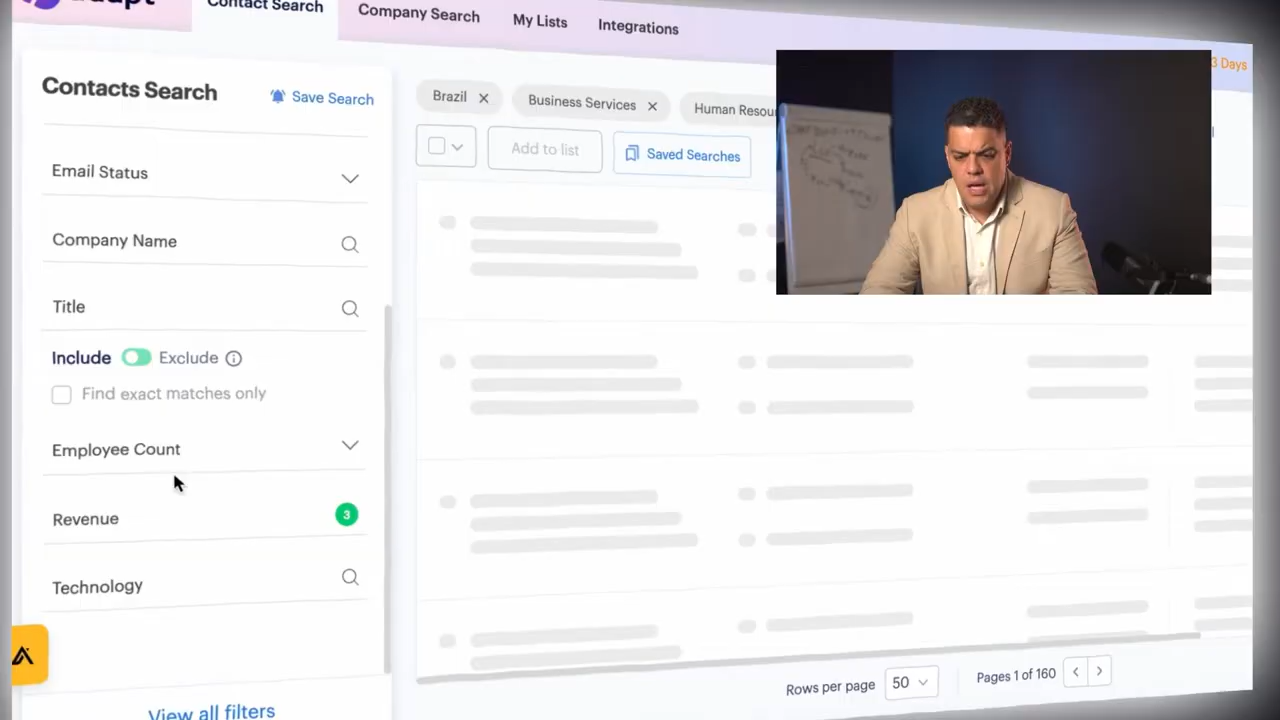 Contact Search
Company Search
My Lists
Integrations
3 Days
Contacts Search
Save Search
Email Status
Company Name
Title
Include
Exclude
Find exact matches only
Employee Count
Revenue
3
Technology
View all filters
Brazil
Business Services
Human Resou
Add to list
Saved Searches
Rows per page
50
Pages 1 of 160